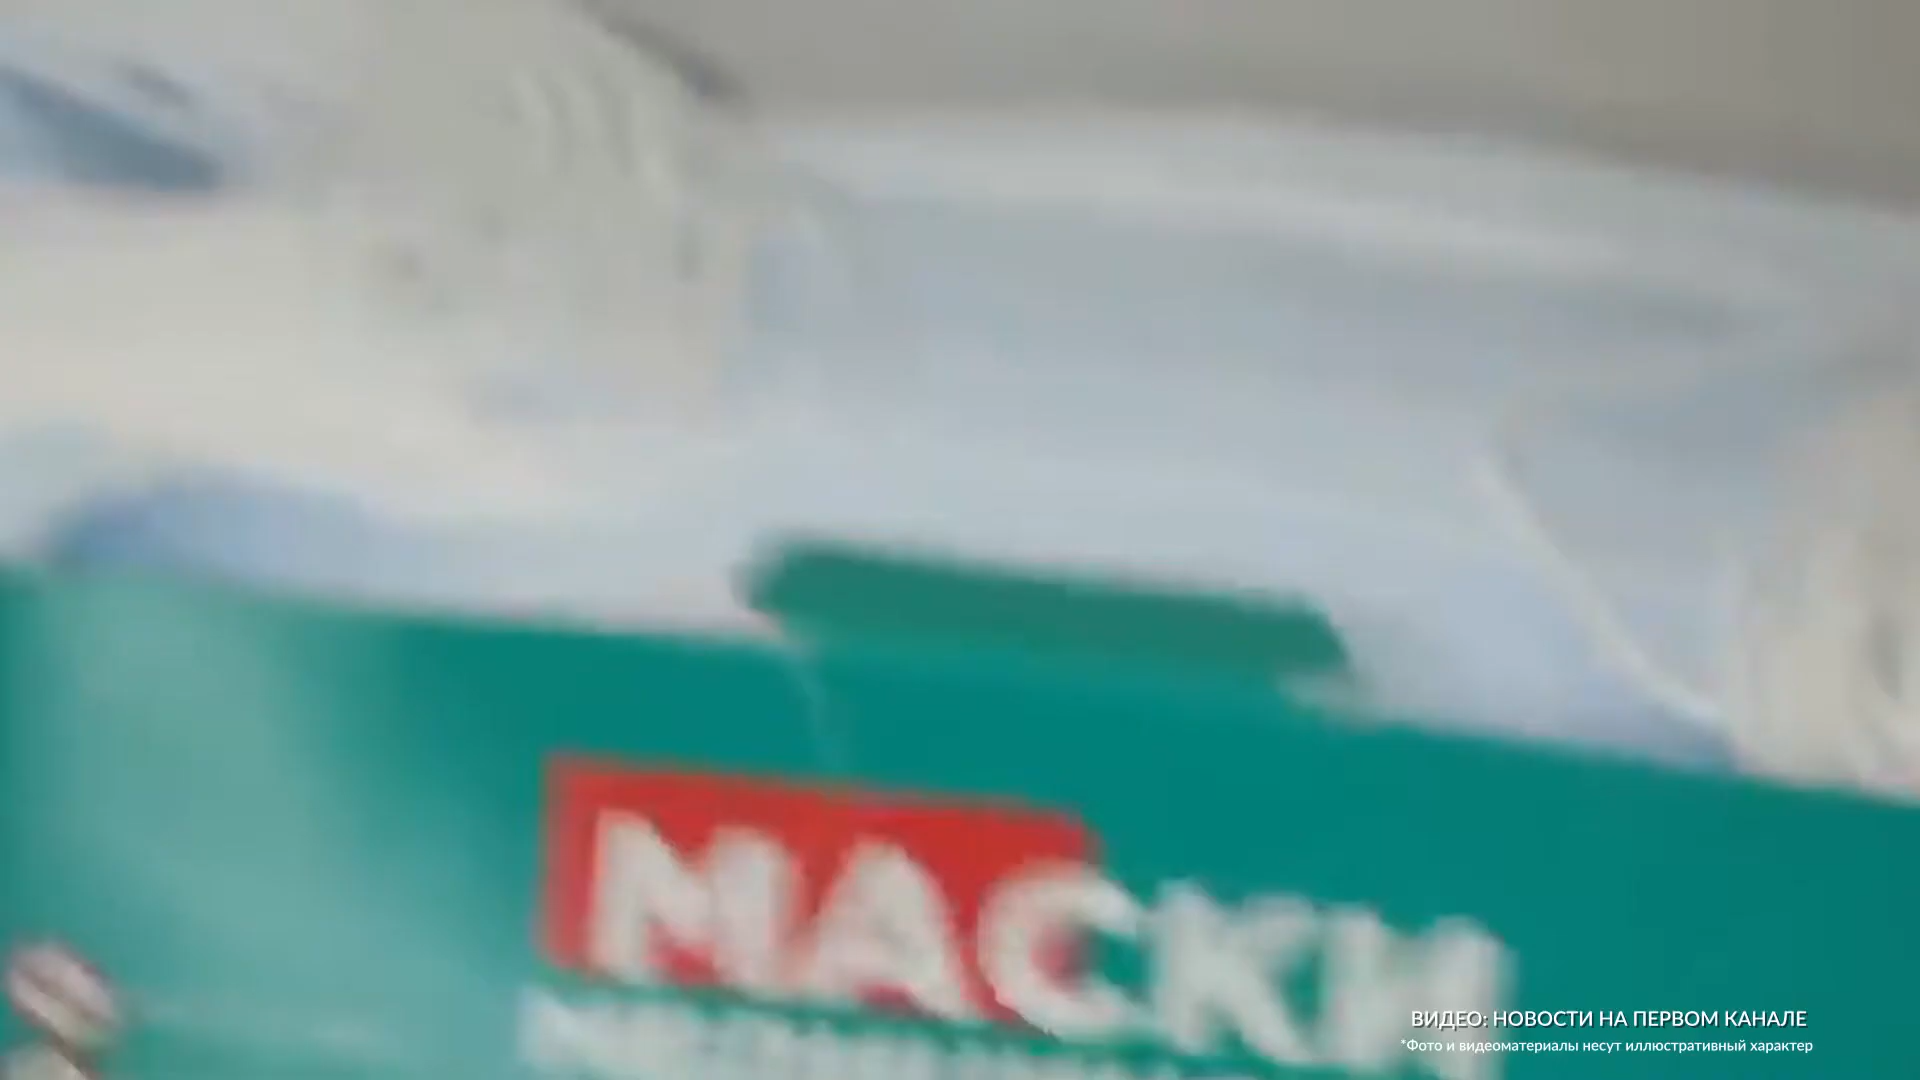 МАСКИ
ВИДЕО: НОВОСТИ НА ПЕРВОМ КАНАЛЕ
*Фото и видеоматериалы несут иллюстративный характер